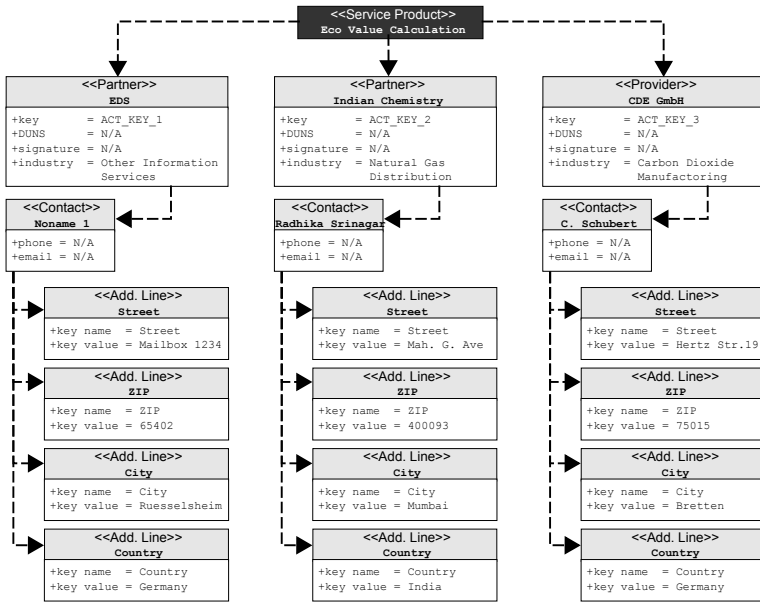 <<Service Product>>
Eco Value Calculation
<<Partner>>
EDS
+key = ACT_KEY_1
+DUNS = N/A
+signature = N/A
+industry = Other Information
Services
<<Contact>>
Noname 1
+phone = N/A
+email = N/A
<<Add. Line>>
Street
+key name = Street
+key value = Mailbox 1234
<<Add. Line>>
ZIP
+key name = ZIP
+key value = 65402
<<Add. Line>>
City
+key name = City
+key value = Ruesselsheim
<<Add. Line>>
Country
+key name = Country
+key value = Germany
<<Partner>>
Indian Chemistry
+key = ACT_KEY_2
+DUNS = N/A
+signature = N/A
+industry = Natural Gas
Distribution
<<Contact>>
Radhika Srinagar
+phone = N/A
+email = N/A
<<Add. Line>>
Street
+key name = Street
+key value = Mah. G. Ave
<<Add. Line>>
ZIP
+key name = ZIP
+key value = 400093
<<Add. Line>>
City
+key name = City
+key value = Mumbai
<<Add. Line>>
Country
+key name = Country
+key value = India
<<Provider>>
CDE GmbH
+key = ACT_KEY_3
+DUNS = N/A
+signature = N/A
+industry = Carbon Dioxide
Manufactoring
<<Contact>>
C. Schubert
+phone = N/A
+email = N/A
<<Add. Line>>
Street
+key name = Street
+key value = Hertz Str.19
<<Add. Line>>
ZIP
+key name = ZIP
+key value = 75015
<<Add. Line>>
City
+key name = City
+key value = Bretten
<<Add. Line>>
Country
+key name = Country
+key value = Germany